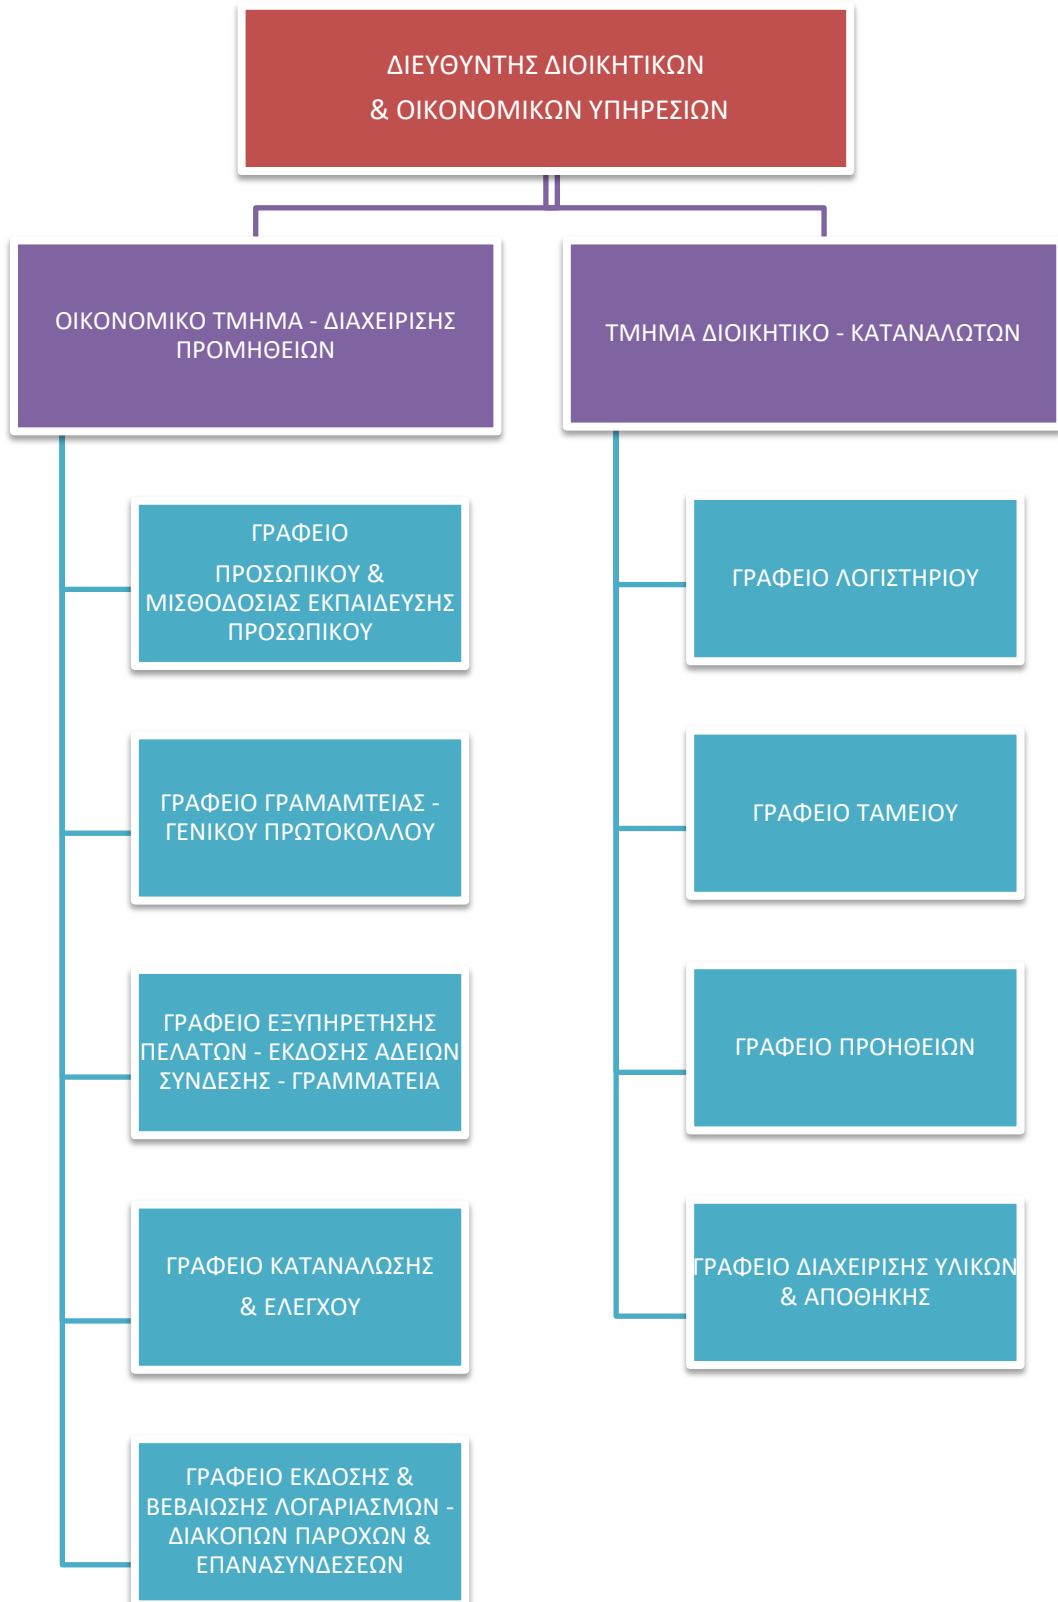 ΔΙΕΥΘΥΝΤΗΣ ΔΙΟΙΚΗΤΙΚΩΝ
& ΟΙΚΟΝΟΜΙΚΩΝ ΥΠΗΡΕΣΙΩΝ
ΟΙΚΟΝΟΜΙΚΟ ΤΜΗΜΑ - ΔΙΑΧΕΙΡΙΣΗΣ
ΠΡΟΜΗΘΕΙΩΝ
ΓΡΑΦΕΙΟ
ΠΡΟΣΩΠΙΚΟΥ &
ΜΙΣΘΟΔΟΣΙΑΣ ΕΚΠΑΙΔΕΥΣΗΣ
ΠΡΟΣΩΠΙΚΟΥ
ΓΡΑΦΕΙΟ ΓΡΑΜΑΜΤΕΙΑΣ -
ΓΕΝΙΚΟΥ ΠΡΩΤΟΚΟΛΛΟΥ
ΓΡΑΦΕΙΟ ΕΞΥΠΗΡΕΤΗΣΗΣ
ΠΕΛΑΤΩΝ - ΕΚΔΟΣΗΣ ΑΔΕΙΩΝ
ΣΥΝΔΕΣΗΣ - ΓΡΑΜΜΑΤΕΙΑ
ΓΡΑΦΕΙΟ ΚΑΤΑΝΑΛΩΣΗΣ
& ΕΛΕΓΧΟΥ
ΓΡΑΦΕΙΟ ΕΚΔΟΣΗΣ &
ΒΕΒΑΙΩΣΗΣ ΛΟΓΑΡΙΑΣΜΩΝ -
ΔΙΑΚΟΠΩΝ ΠΑΡΟΧΩΝ &
ΕΠΑΝΑΣΥΝΔΕΣΕΩΝ
ΤΜΗΜΑ ΔΙΟΙΚΗΤΙΚΟ - ΚΑΤΑΝΑΛΩΤΩΝ
ΓΡΑΦΕΙΟ ΛΟΓΙΣΤΗΡΙΟΥ
ΓΡΑΦΕΙΟ ΤΑΜΕΙΟΥ
ΓΡΑΦΕΙΟ ΠΡΟΗΘΕΙΩΝ
ΓΡΑΦΕΙΟ ΔΙΑΧΕΙΡΙΣΗΣ ΥΛΙΚΩΝ
& ΑΠΟΘΗΚΗΣ